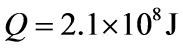 Q = 2.1×10⁸ J